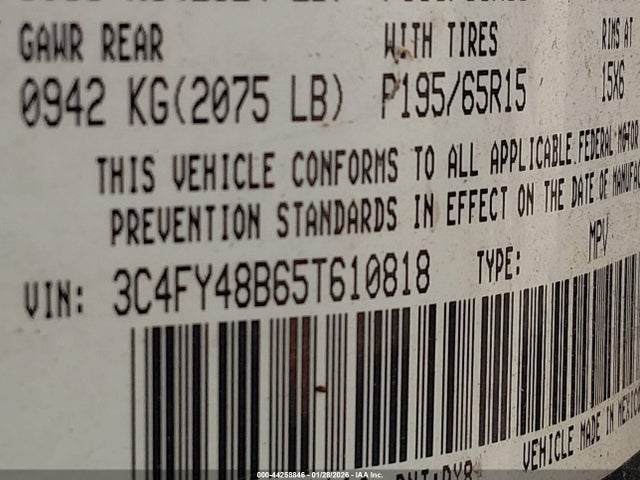 GAWR REAR WITH TIRES RIMS AT
0942 KG(2075 LB) P195/65R15 15X6
THIS VEHICLE CONFORMS TO ALL APPLICABLE FEDERAL MOTOR
PREVENTION STANDARDS IN EFFECT ON THE DATE OF MANUFAC
VIN: 3C4FY48B65T610818 TYPE: MPV
VEHICLE MADE IN MEXICO
000-44258846 - 01/28/2026 - IAA Inc.